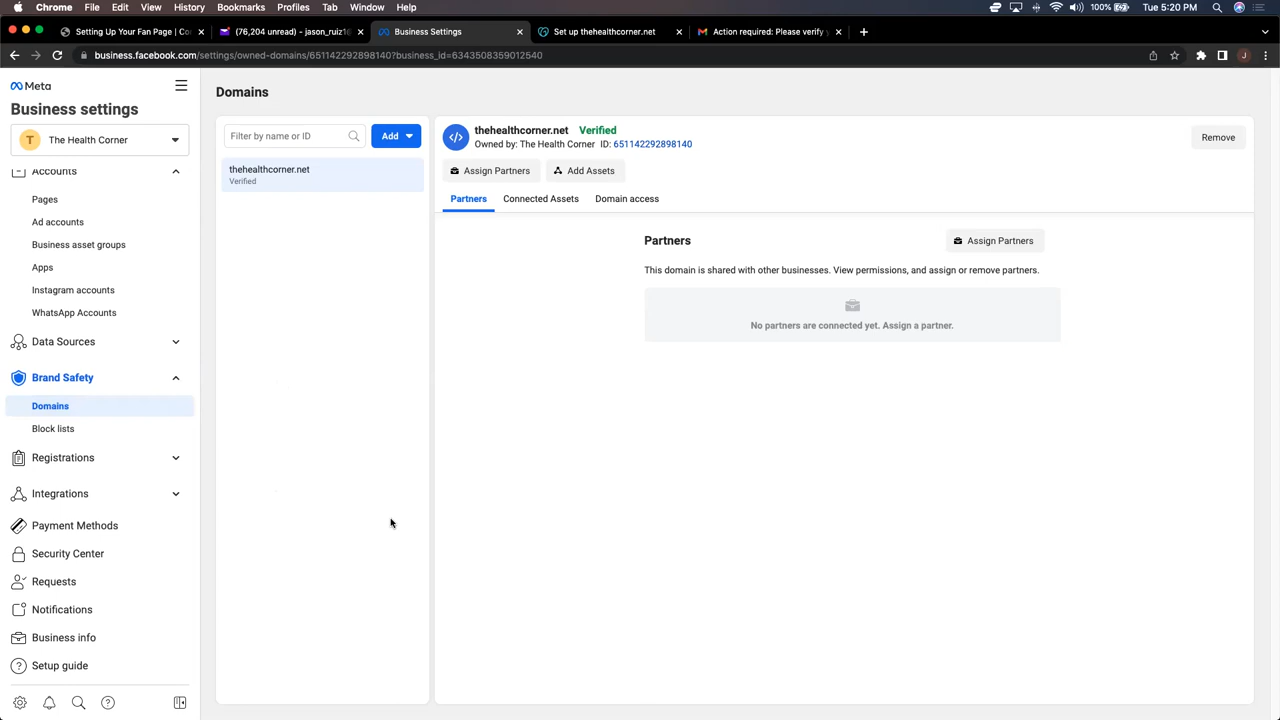 Chrome File Edit View History Bookmarks Profiles Tab Window Help 100% Tue 5:20 PM
Setting Up Your Fan Page | Co
(76,204 unread) - jason_ruiz16
Business Settings
Set up thehealthcorner.net
Action required: Please verify y
business.facebook.com/settings/owned-domains/651142292898140?business_id=6343508359012540
J
Meta
Business settings
T The Health Corner
Accounts
Pages
Ad accounts
Business asset groups
Apps
Instagram accounts
WhatsApp Accounts
Data Sources
Brand Safety
Domains
Block lists
Registrations
Integrations
Payment Methods
Security Center
Requests
Notifications
Business info
Setup guide
Domains
Filter by name or ID
Add
thehealthcorner.net
Verified
thehealthcorner.net Verified
Owned by: The Health Corner ID: 651142292898140
Remove
Assign Partners
Add Assets
Partners Connected Assets Domain access
Partners
Assign Partners
This domain is shared with other businesses. View permissions, and assign or remove partners.
No partners are connected yet. Assign a partner.